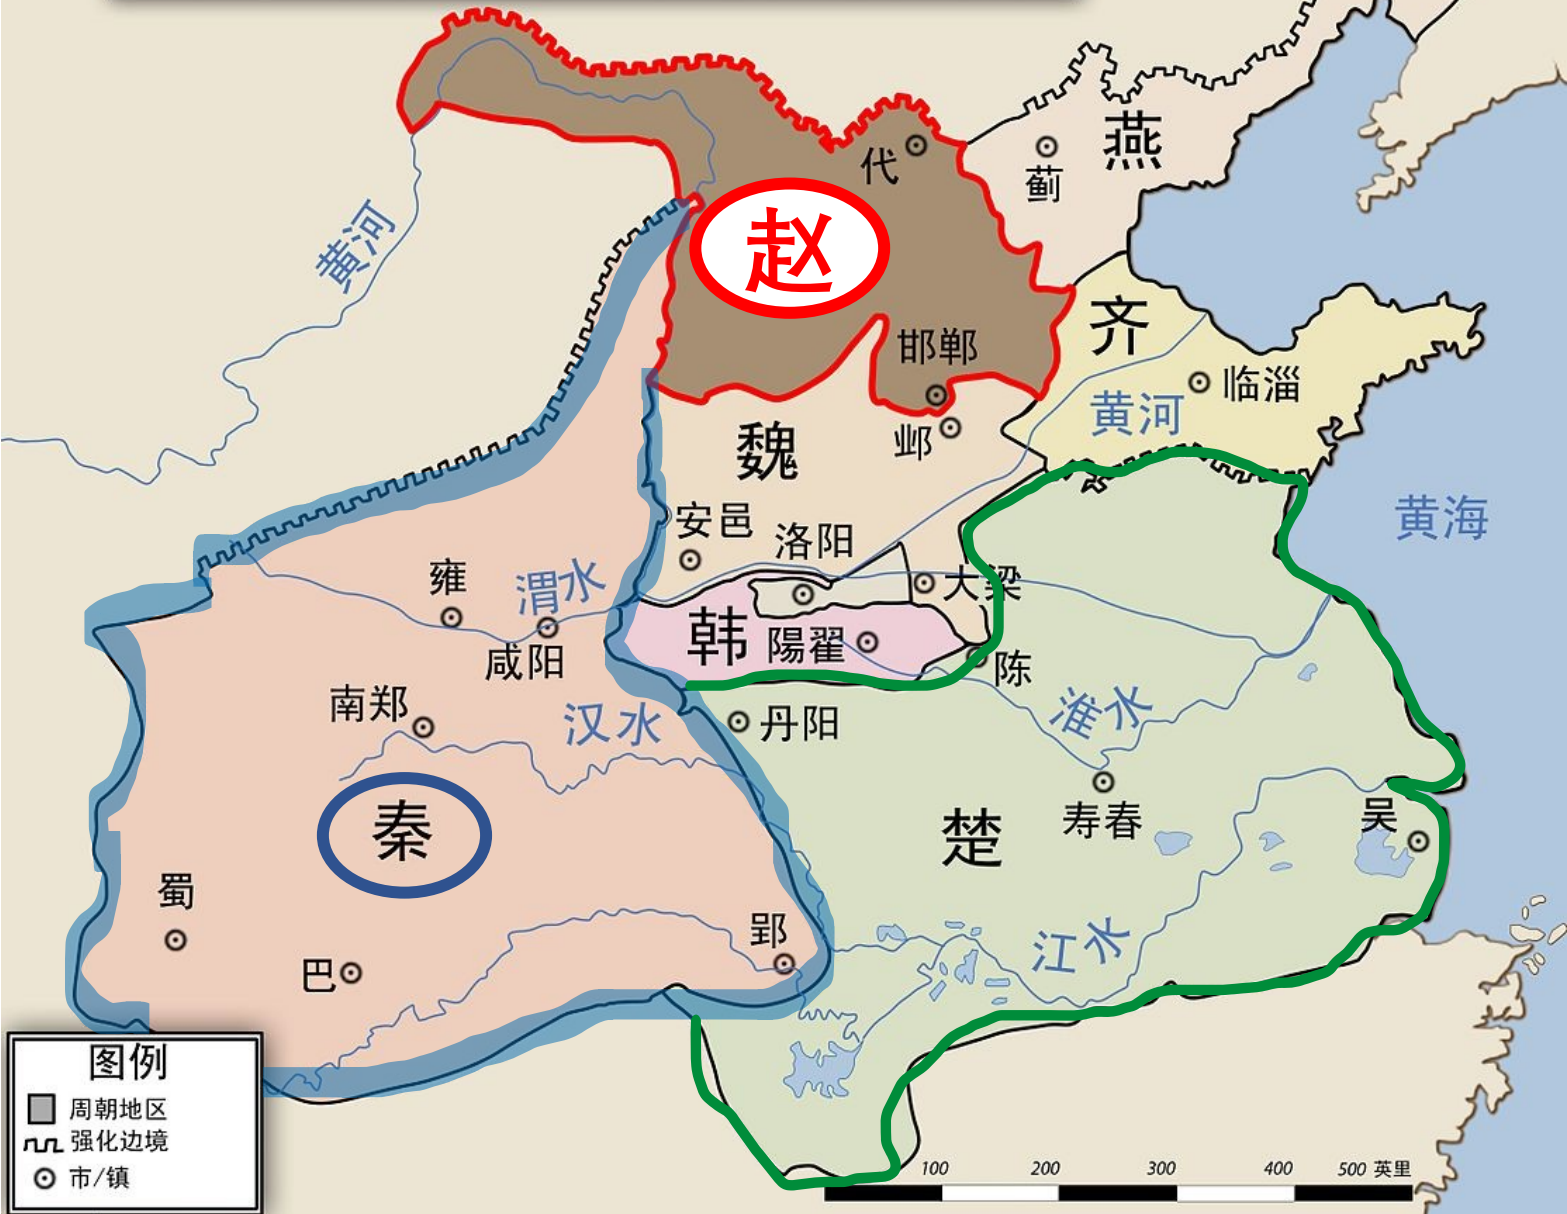 燕
代
蓟
赵
黄河
齐
邯郸
临淄
黄河
邺
魏
黄海
安邑
洛阳
雍
渭水
大梁
韩
陽翟
咸阳
陈
南郑
汉水
丹阳
淮水
秦
楚
寿春
吴
蜀
郢
江水
巴
图例
周朝地区
强化边境
市/镇
100 200 300 400 500 英里